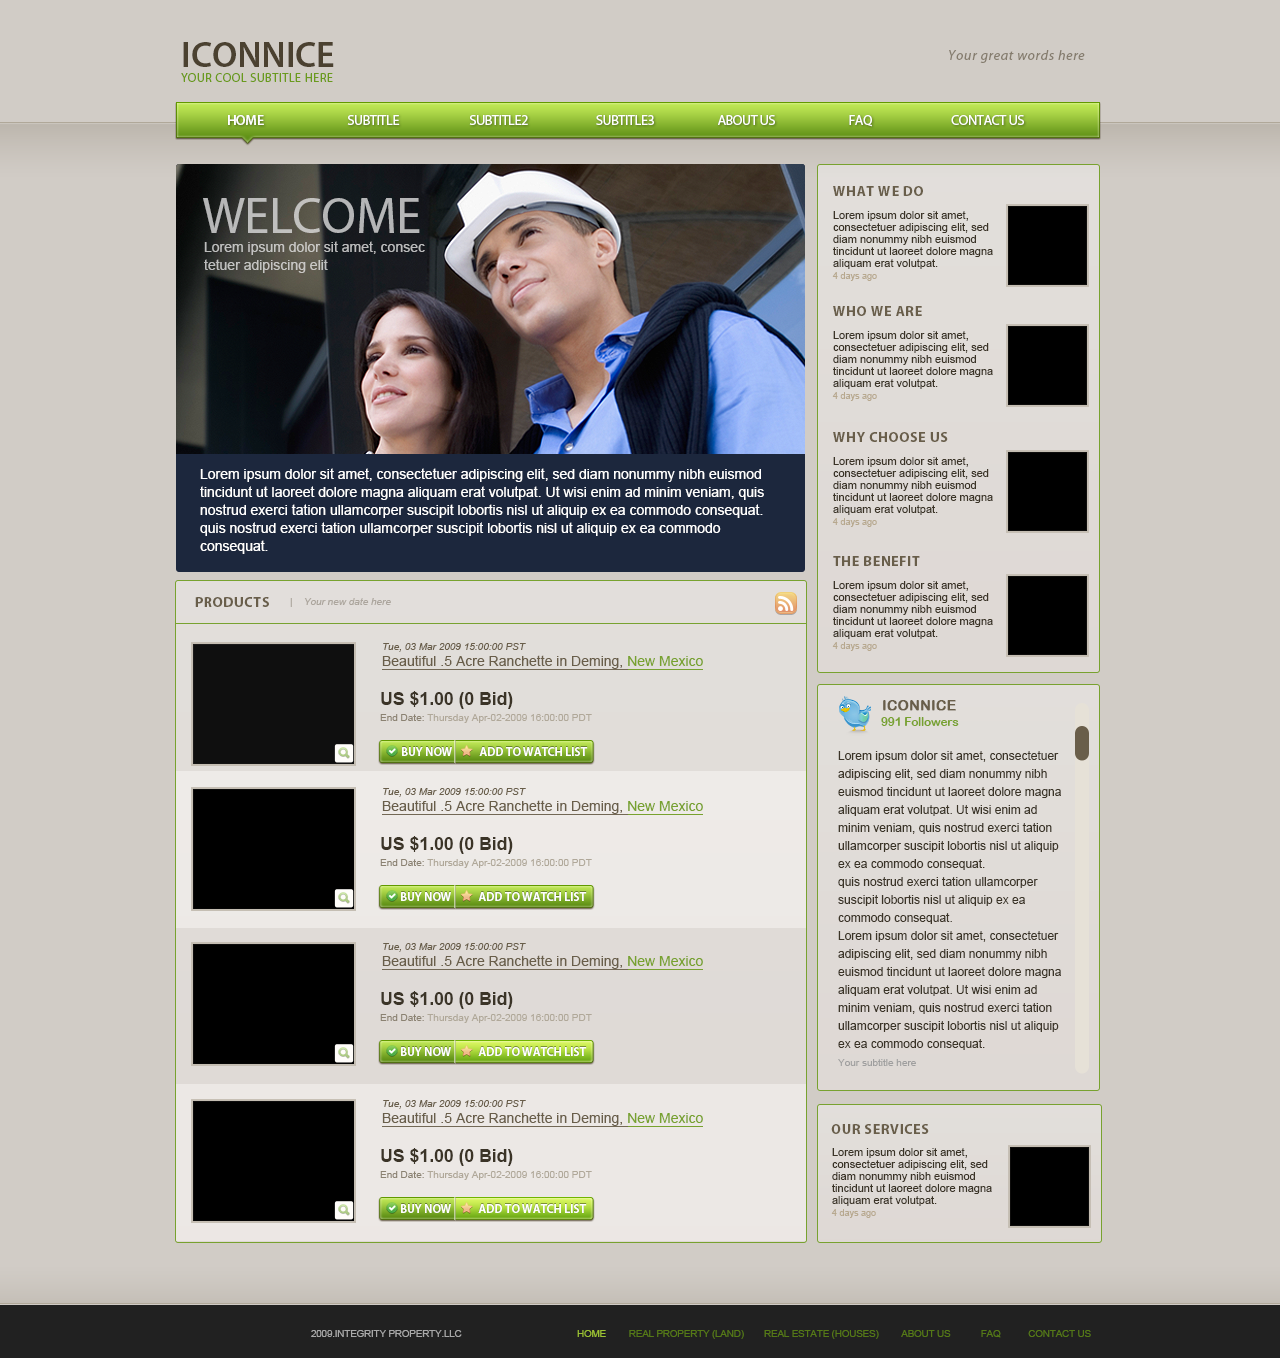 ICONNICE
YOUR COOL SUBTITLE HERE
Your great words here
HOME SUBTITLE SUBTITLE2 SUBTITLE3 ABOUT US FAQ CONTACT US
WELCOME
Lorem ipsum dolor sit amet, consec
tetuer adipiscing elit
Lorem ipsum dolor sit amet, consectetuer adipiscing elit, sed diam nonummy nibh euismod
tincidunt ut laoreet dolore magna aliquam erat volutpat. Ut wisi enim ad minim veniam, quis
nostrud exerci tation ullamcorper suscipit lobortis nisl ut aliquip ex ea commodo consequat.
quis nostrud exerci tation ullamcorper suscipit lobortis nisl ut aliquip ex ea commodo
consequat.
PRODUCTS | Your new date here
Tue, 03 Mar 2009 15:00:00 PST
Beautiful .5 Acre Ranchette in Deming, New Mexico
US $1.00 (0 Bid)
End Date: Thursday Apr-02-2009 16:00:00 PDT
BUY NOW ADD TO WATCH LIST
Tue, 03 Mar 2009 15:00:00 PST
Beautiful .5 Acre Ranchette in Deming, New Mexico
US $1.00 (0 Bid)
End Date: Thursday Apr-02-2009 16:00:00 PDT
BUY NOW ADD TO WATCH LIST
Tue, 03 Mar 2009 15:00:00 PST
Beautiful .5 Acre Ranchette in Deming, New Mexico
US $1.00 (0 Bid)
End Date: Thursday Apr-02-2009 16:00:00 PDT
BUY NOW ADD TO WATCH LIST
Tue, 03 Mar 2009 15:00:00 PST
Beautiful .5 Acre Ranchette in Deming, New Mexico
US $1.00 (0 Bid)
End Date: Thursday Apr-02-2009 16:00:00 PDT
BUY NOW ADD TO WATCH LIST
WHAT WE DO
Lorem ipsum dolor sit amet,
consectetuer adipiscing elit, sed
diam nonummy nibh euismod
tincidunt ut laoreet dolore magna
aliquam erat volutpat.
4 days ago
WHO WE ARE
Lorem ipsum dolor sit amet,
consectetuer adipiscing elit, sed
diam nonummy nibh euismod
tincidunt ut laoreet dolore magna
aliquam erat volutpat.
4 days ago
WHY CHOOSE US
Lorem ipsum dolor sit amet,
consectetuer adipiscing elit, sed
diam nonummy nibh euismod
tincidunt ut laoreet dolore magna
aliquam erat volutpat.
4 days ago
THE BENEFIT
Lorem ipsum dolor sit amet,
consectetuer adipiscing elit, sed
diam nonummy nibh euismod
tincidunt ut laoreet dolore magna
aliquam erat volutpat.
4 days ago
ICONNICE
991 Followers
Lorem ipsum dolor sit amet, consectetuer
adipiscing elit, sed diam nonummy nibh
euismod tincidunt ut laoreet dolore magna
aliquam erat volutpat. Ut wisi enim ad
minim veniam, quis nostrud exerci tation
ullamcorper suscipit lobortis nisl ut aliquip
ex ea commodo consequat.
quis nostrud exerci tation ullamcorper
suscipit lobortis nisl ut aliquip ex ea
commodo consequat.
Lorem ipsum dolor sit amet, consectetuer
adipiscing elit, sed diam nonummy nibh
euismod tincidunt ut laoreet dolore magna
aliquam erat volutpat. Ut wisi enim ad
minim veniam, quis nostrud exerci tation
ullamcorper suscipit lobortis nisl ut aliquip
ex ea commodo consequat.
Your subtitle here
OUR SERVICES
Lorem ipsum dolor sit amet,
consectetuer adipiscing elit, sed
diam nonummy nibh euismod
tincidunt ut laoreet dolore magna
aliquam erat volutpat.
4 days ago
2009.INTEGRITY PROPERTY.LLC HOME REAL PROPERTY (LAND) REAL ESTATE (HOUSES) ABOUT US FAQ CONTACT US